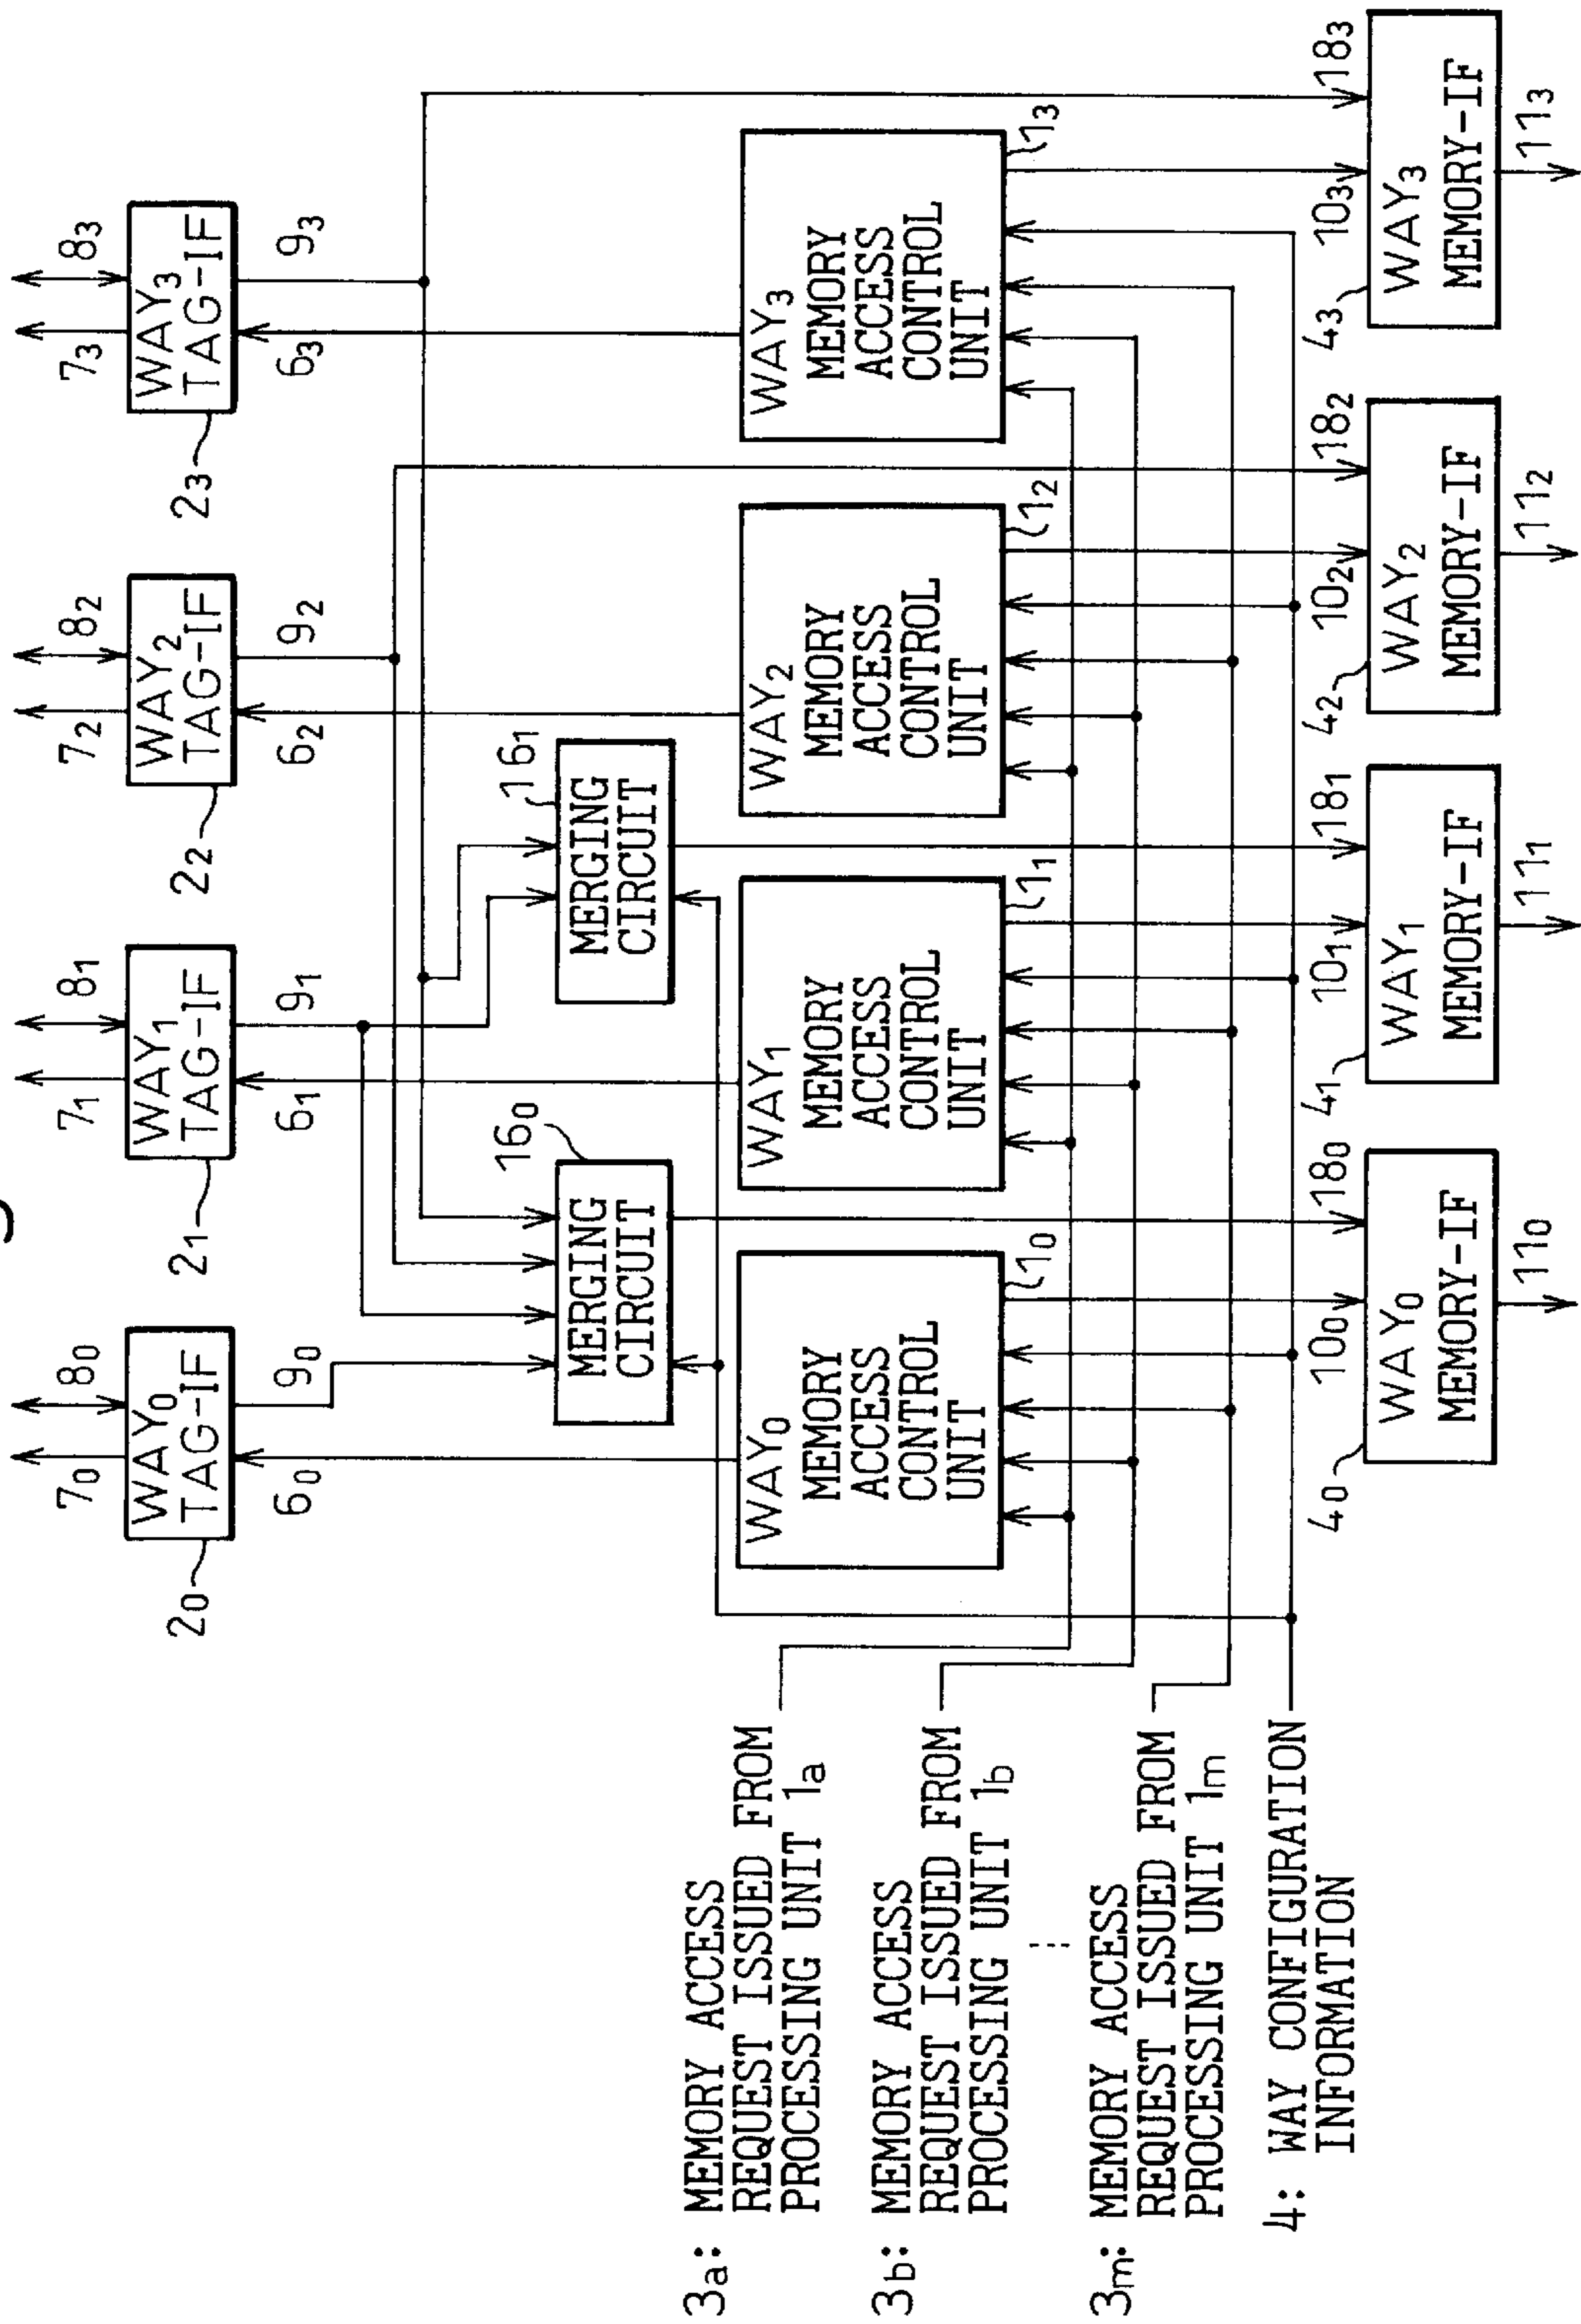 7₀ 8₀ 7₁ 8₁ 7₂ 8₂ 7₃ 8₃
2₀ WAY₀
TAG-IF
2₁ WAY₁
TAG-IF
2₂ WAY₂
TAG-IF
2₃ WAY₃
TAG-IF
6₀ 9₀ 6₁ 9₁ 6₂ 9₂ 6₃ 9₃
16₀
MERGING
CIRCUIT
16₁
MERGING
CIRCUIT
WAY₀
MEMORY
ACCESS
CONTROL
UNIT
1₀
WAY₁
MEMORY
ACCESS
CONTROL
UNIT
1₁
WAY₂
MEMORY
ACCESS
CONTROL
UNIT
1₂
WAY₃
MEMORY
ACCESS
CONTROL
UNIT
1₃
3a: MEMORY ACCESS
REQUEST ISSUED FROM
PROCESSING UNIT 1a
3b: MEMORY ACCESS
REQUEST ISSUED FROM
PROCESSING UNIT 1b
3m: MEMORY ACCESS
REQUEST ISSUED FROM
PROCESSING UNIT 1m
4: WAY CONFIGURATION
INFORMATION
4₀ 10₀ 18₀ 4₁ 10₁ 18₁ 4₂ 10₂ 18₂ 4₃ 10₃ 18₃
WAY₀
MEMORY-IF
WAY₁
MEMORY-IF
WAY₂
MEMORY-IF
WAY₃
MEMORY-IF
11₀ 11₁ 11₂ 11₃